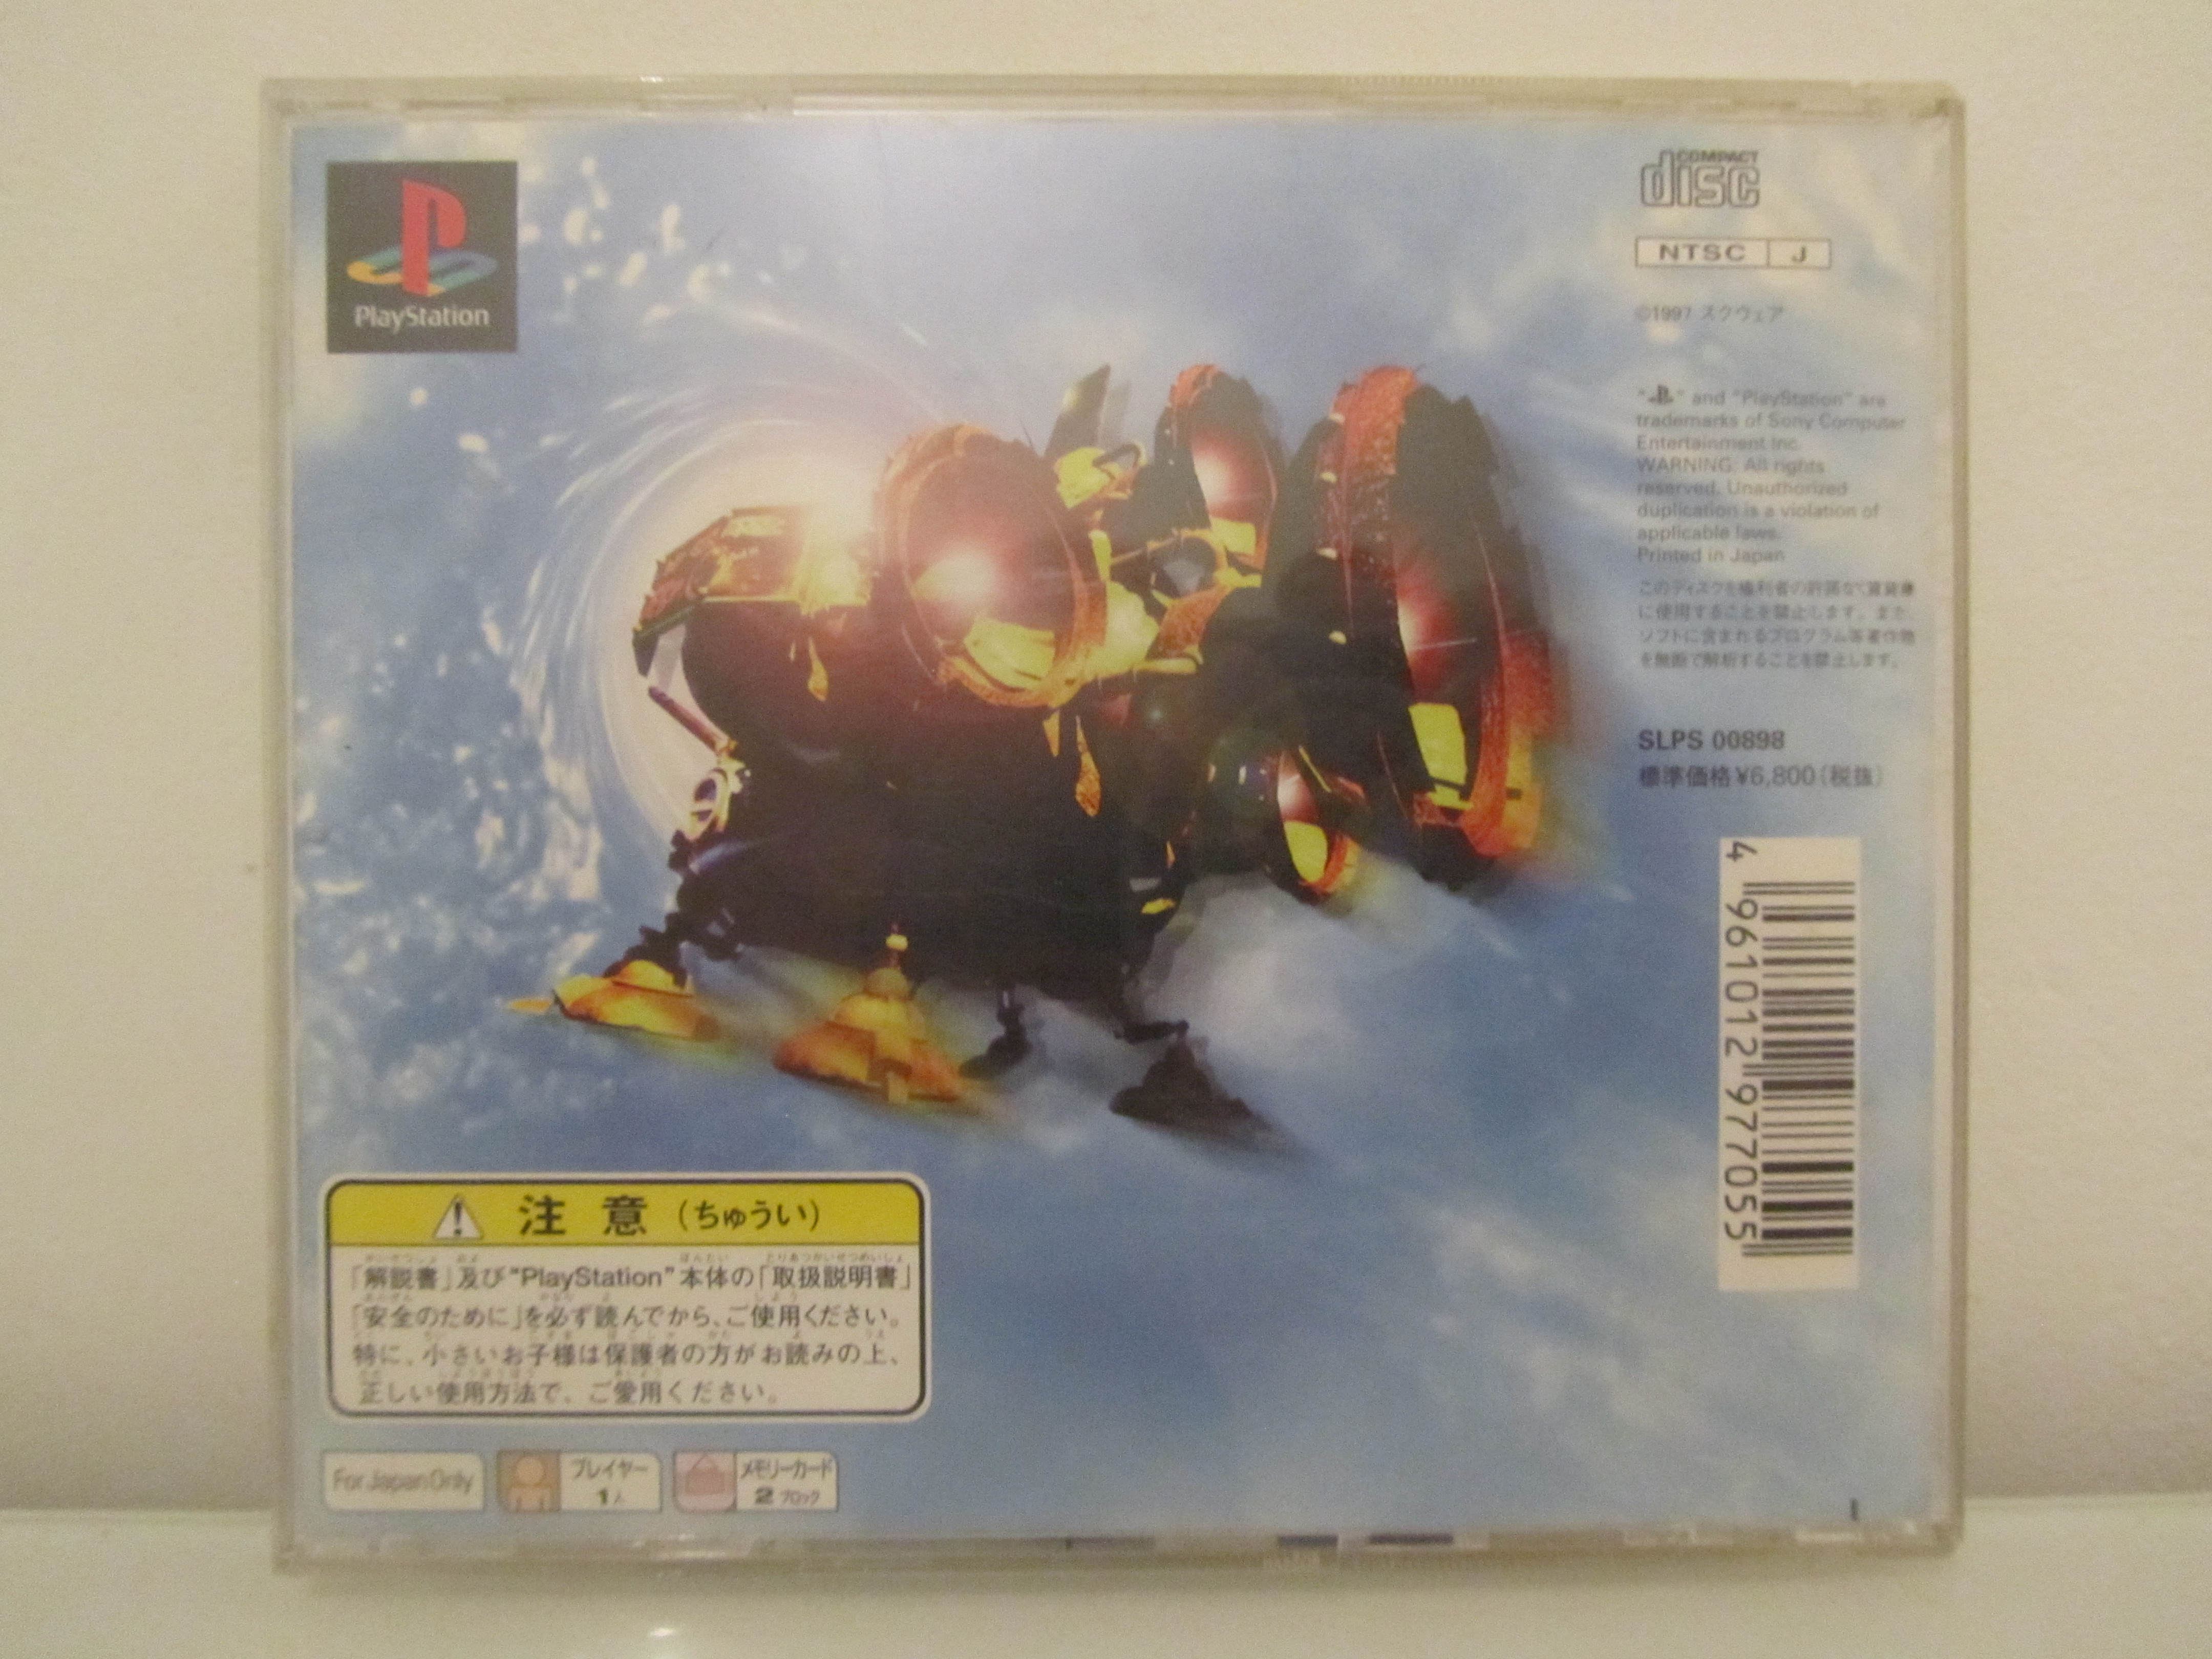 PlayStation
COMPACT
disc
NTSC J
©1997 スクウェア
" " and "PlayStation" are
trademarks of Sony Computer
Entertainment Inc.
WARNING: All rights
reserved. Unauthorized
duplication is a violation of
applicable laws.
Printed in Japan
このディスクを権利者の許諾なく賃貸業
に使用することを禁止します。また、
ソフトに含まれるプログラム等著作物
を無断で解析することを禁止します。
SLPS 00898
標準価格¥6,800(税抜)
4961012977055
注意(ちゅうい)
「解説書」及び"PlayStation"本体の「取扱説明書」
「安全のために」を必ず読んでから、ご使用ください。
特に、小さいお子様は保護者の方がお読みの上、
正しい使用方法で、ご愛用ください。
For Japan Only
プレイヤー
1人
メモリーカード
2ブロック